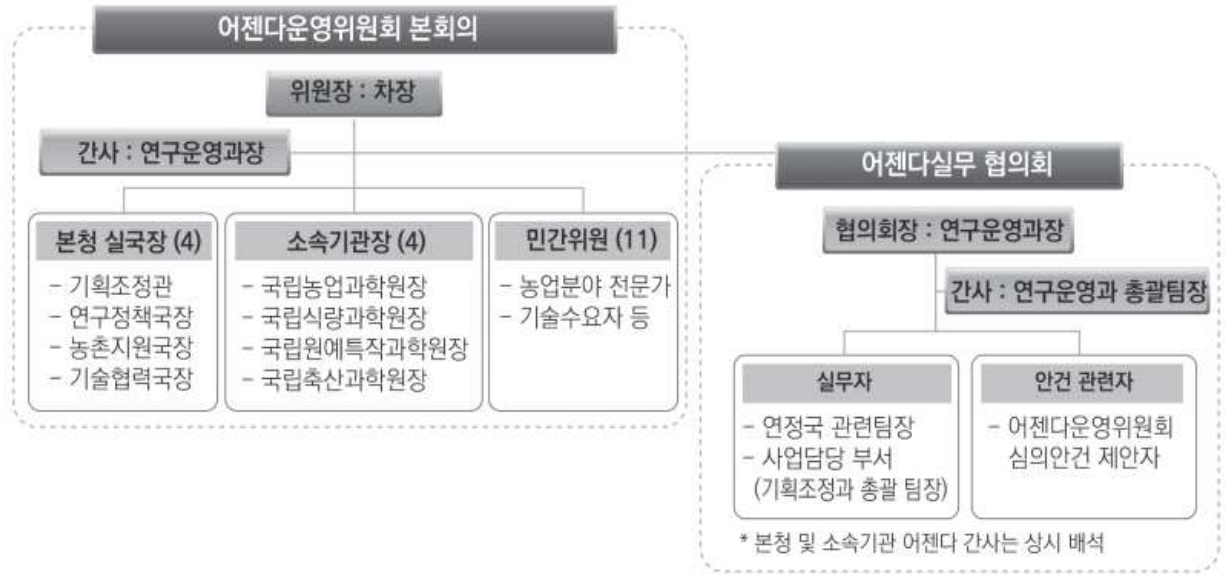 어젠다운영위원회 본회의
위원장 : 차장
간사 : 연구운영과장
본청 실국장 (4)
- 기획조정관
- 연구정책국장
- 농촌지원국장
- 기술협력국장
소속기관장 (4)
- 국립농업과학원장
- 국립식량과학원장
- 국립원예특작과학원장
- 국립축산과학원장
민간위원 (11)
- 농업분야 전문가
- 기술수요자 등
어젠다실무 협의회
협의회장 : 연구운영과장
간사 : 연구운영과 총괄팀장
실무자
- 연정국 관련팀장
- 사업담당 부서
(기획조정과 총괄 팀장)
안건 관련자
- 어젠다운영위원회
심의안건 제안자
* 본청 및 소속기관 어젠다 간사는 상시 배석